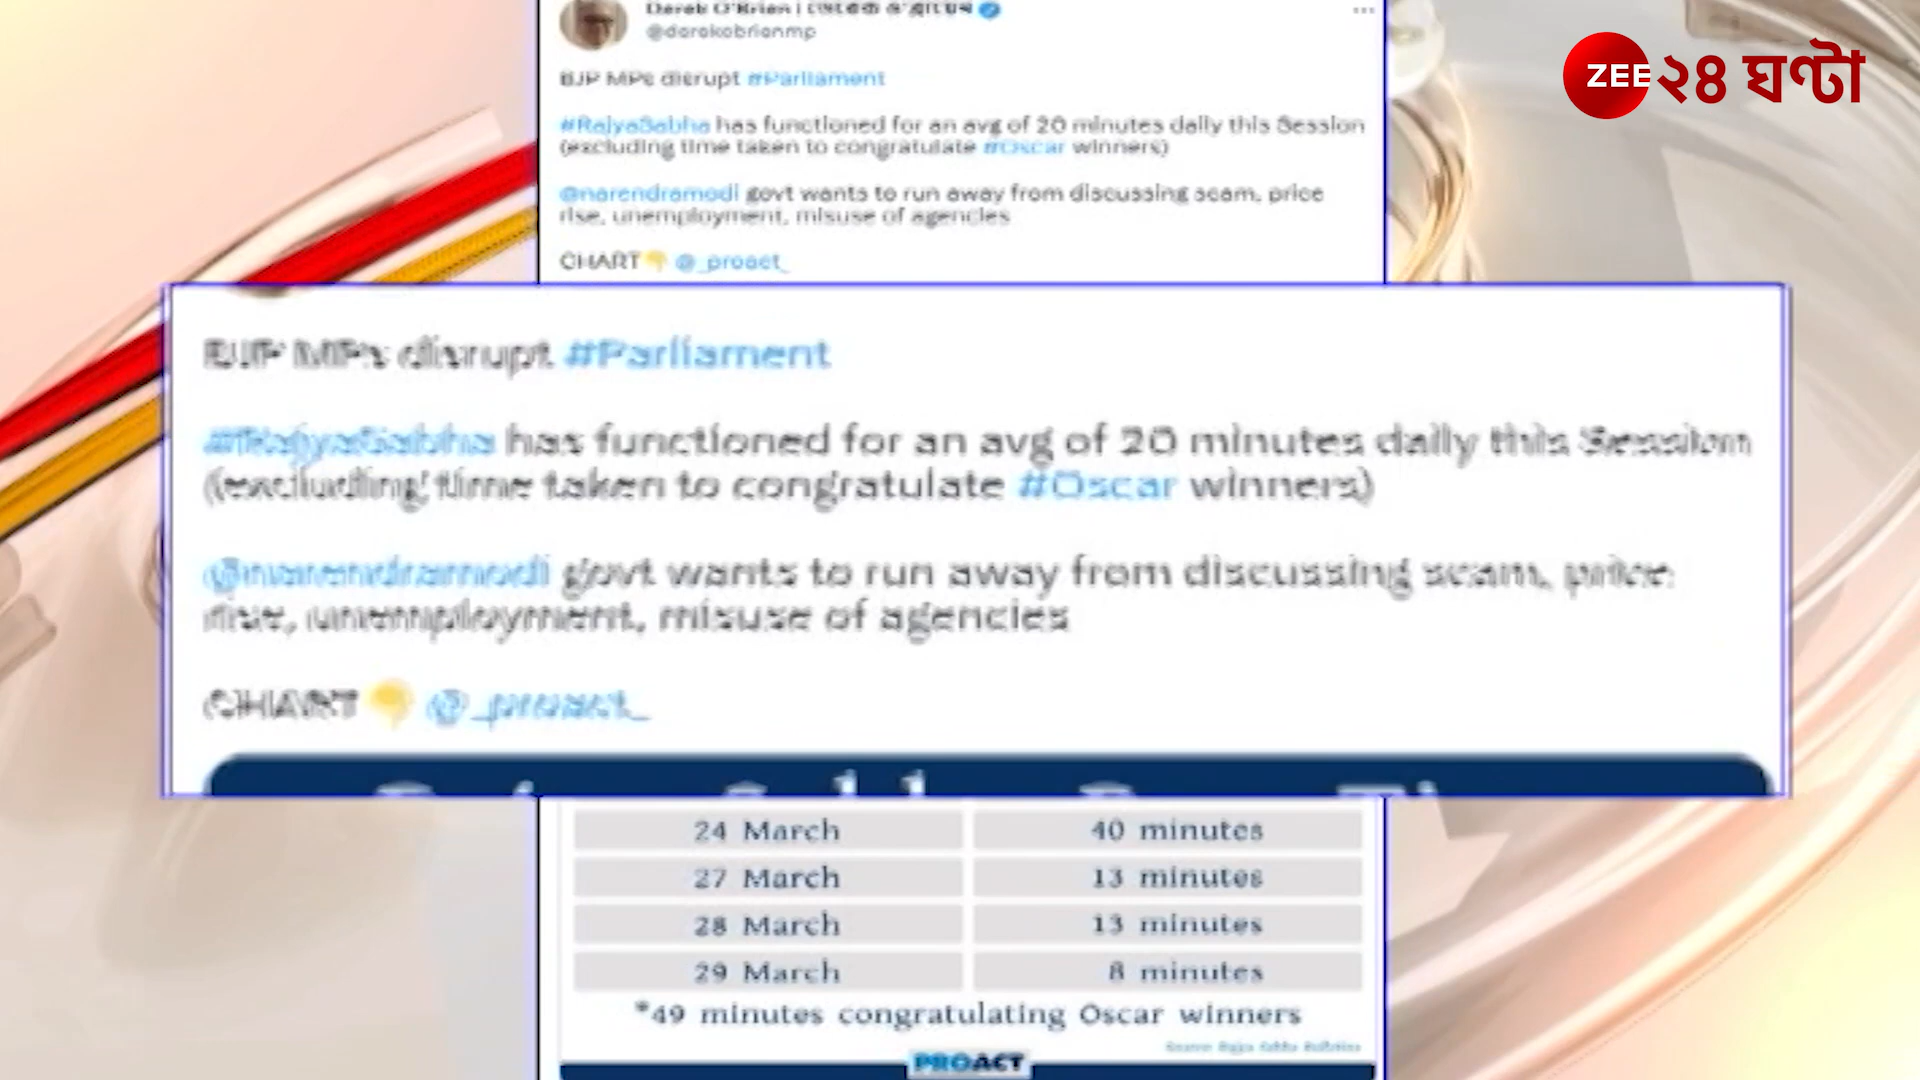 Derek O'Brien | ডেরেক ও'ব্রায়েন
@derekobrienmp
ZEE ২৪ ঘণ্টা
BJP MPs disrupt #Parliament
#RajyaSabha has functioned for an avg of 20 minutes daily this Session
(excluding time taken to congratulate #Oscar winners)
@narendramodi govt wants to run away from discussing scam, price
rise, unemployment, misuse of agencies
CHART👇 @_proact_
BJP MPs disrupt #Parliament
#RajyaSabha has functioned for an avg of 20 minutes daily this Session
(excluding time taken to congratulate #Oscar winners)
@narendramodi govt wants to run away from discussing scam, price
rise, unemployment, misuse of agencies
CHART👇 @_proact_
24 March 40 minutes
27 March 13 minutes
28 March 13 minutes
29 March 8 minutes
*49 minutes congratulating Oscar winners
Source: Rajya Sabha Bulletins
PROACT